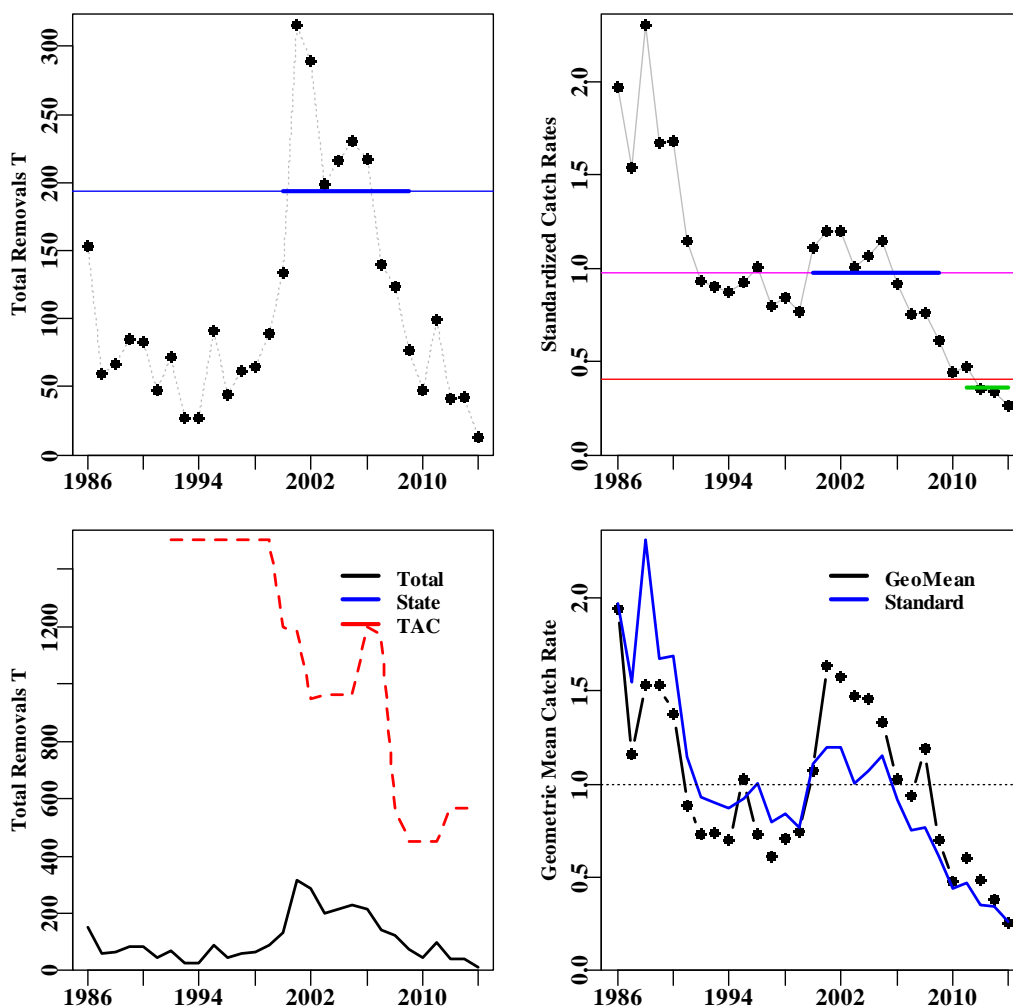 Total Removals T
0 50 100 150 200 250 300
1986 1994 2002 2010
Standardized Catch Rates
0.0 0.5 1.0 1.5 2.0
1986 1994 2002 2010
Total Removals T
0 200 400 600 800 1200
Total
State
TAC
1986 1994 2002 2010
Geometric Mean Catch Rate
0.0 0.5 1.0 1.5 2.0
GeoMean
Standard
1986 1994 2002 2010